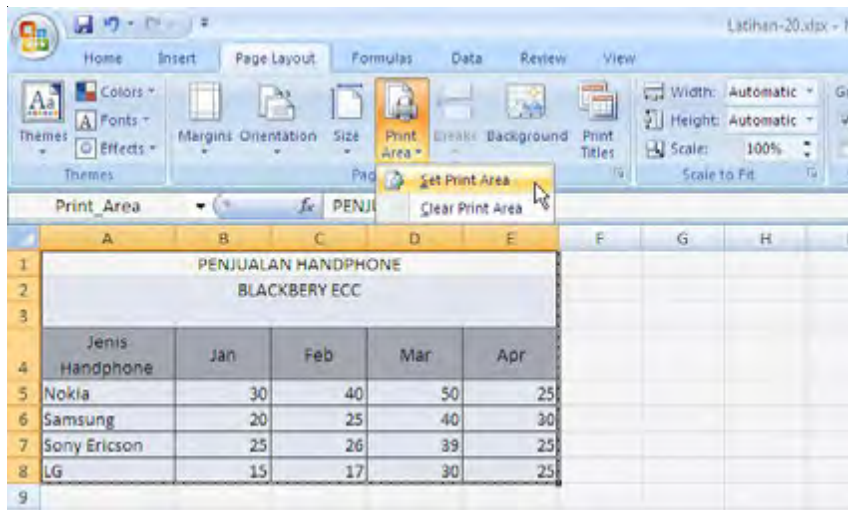 Latihan-20.xlsx -
Home Insert Page Layout Formulas Data Review View
Colors Width: Automatic
Aa A Fonts Height: Automatic
Themes Effects Margins Orientation Size Print Area Breaks Background Print Titles Scale: 100%
Themes Scale to Fit
Set Print Area
Clear Print Area
Print_Area fx
A B C D E F G H
1 PENJUALAN HANDPHONE
2 BLACKBERY ECC
3
4 Jenis Handphone Jan Feb Mar Apr
5 Nokia 30 40 50 25
6 Samsung 20 25 40 30
7 Sony Ericson 25 26 39 25
8 LG 15 17 30 25
9